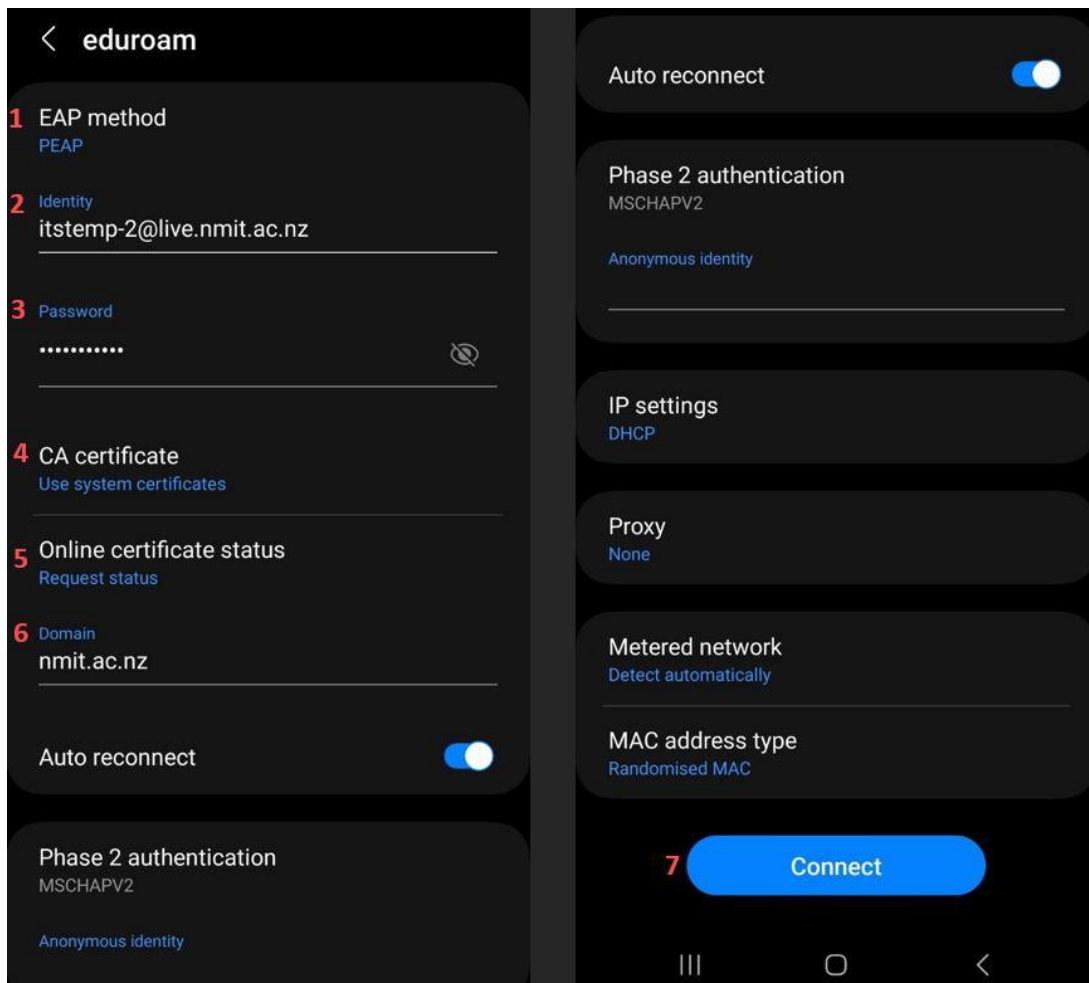 eduroam
1 EAP method
PEAP
2 Identity
itstemp-2@live.nmit.ac.nz
3 Password
•••••••••••
4 CA certificate
Use system certificates
5 Online certificate status
Request status
6 Domain
nmit.ac.nz
Auto reconnect
Phase 2 authentication
MSCHAPV2
Anonymous identity
Auto reconnect
Phase 2 authentication
MSCHAPV2
Anonymous identity
IP settings
DHCP
Proxy
None
Metered network
Detect automatically
MAC address type
Randomised MAC
7 Connect